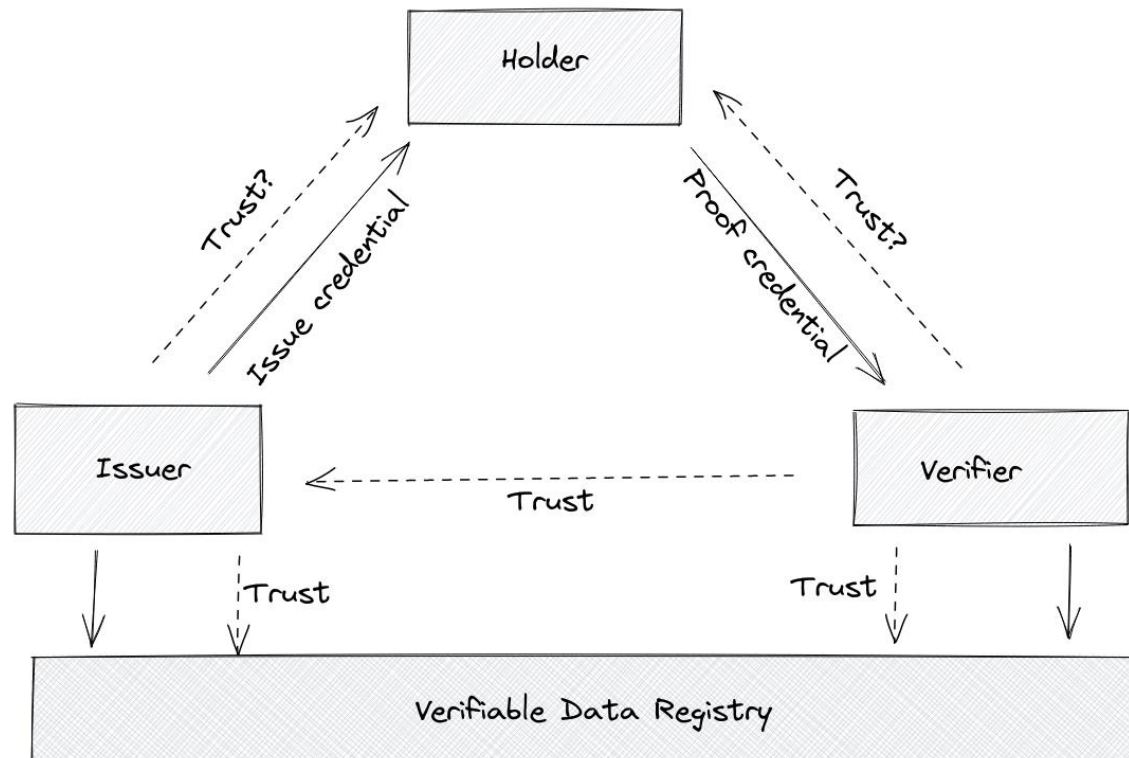 Holder
Trust?
Issue credential
Proof credential
Trust?
Issuer
Trust
Verifier
Trust
Trust
Verifiable Data Registry